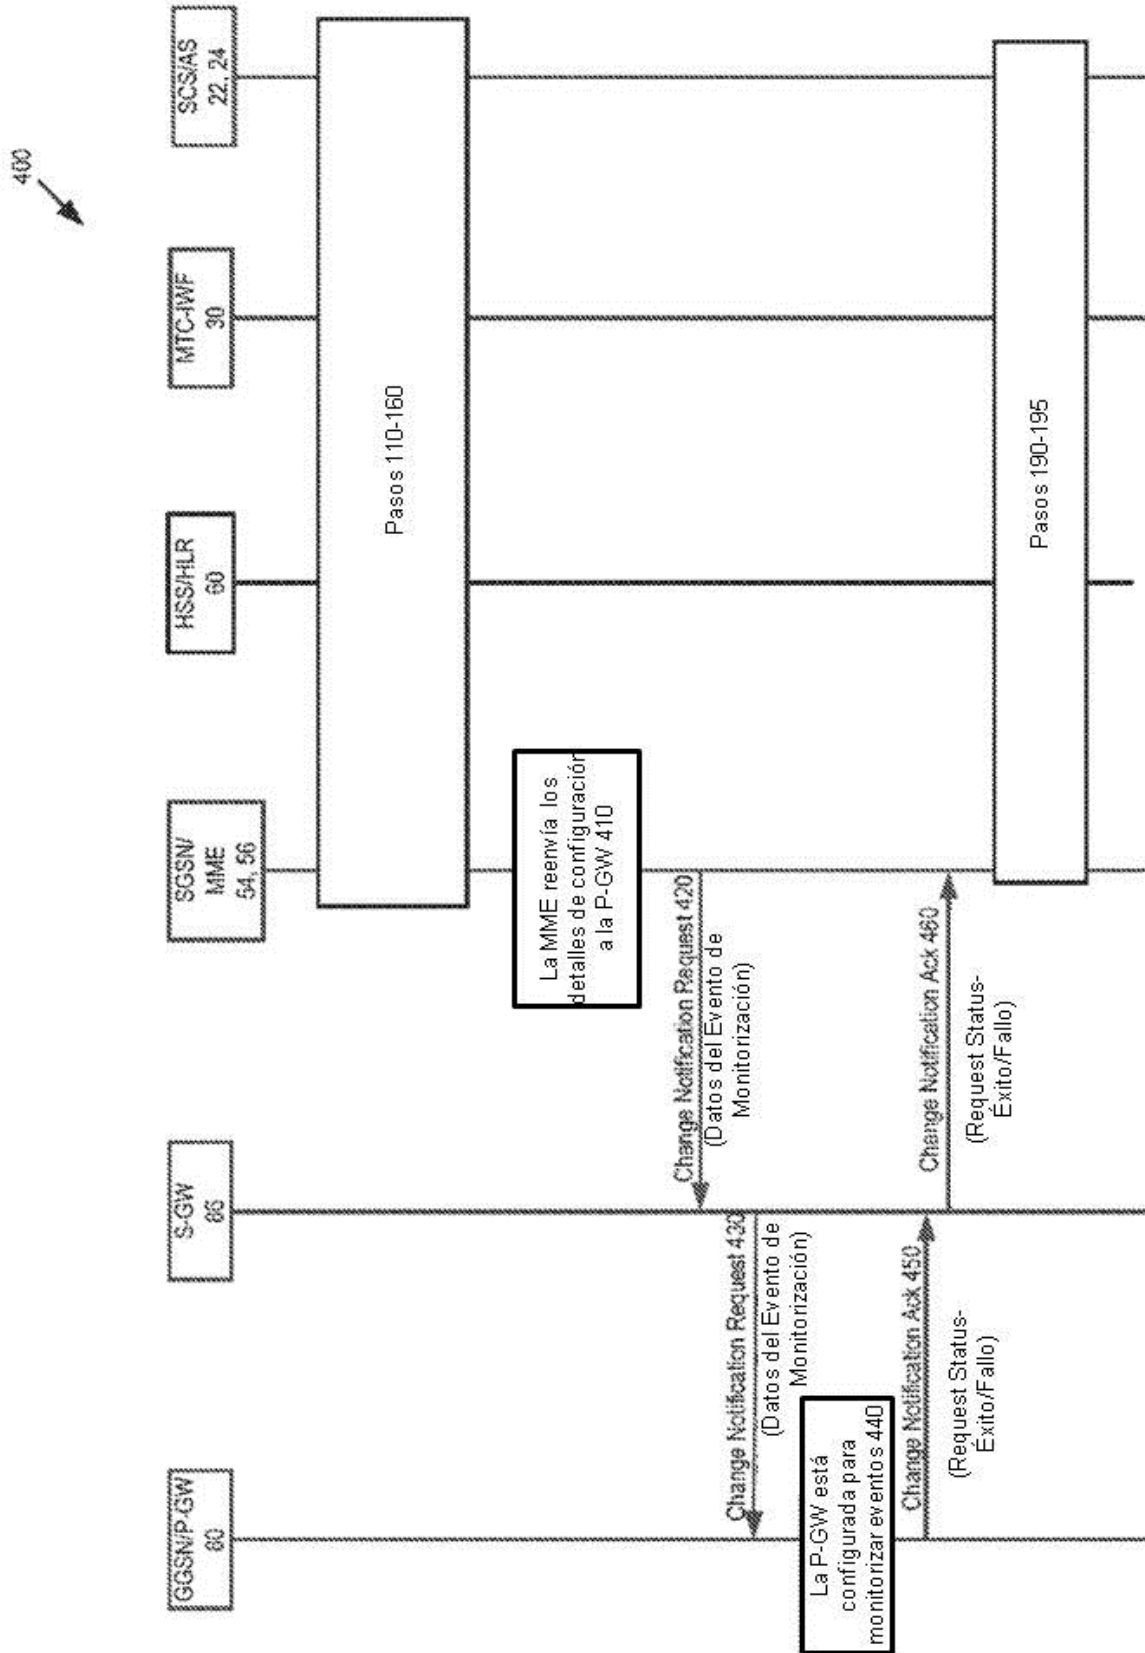 400
GGSN/P-GW
60
S-GW
66
SGSN/
MME
54, 56
HSS/HLR
60
MTC-IWF
30
SCS/AS
22, 24
Pasos 110-160
La MME reenvía los
detalles de configuración
a la P-GW 410
Change Notification Request 420
(Datos del Evento de
Monitorización)
Change Notification Request 430
(Datos del Evento de
Monitorización)
La P-GW está
configurada para
monitorizar eventos 440
Change Notification Ack 450
(Request Status-
Éxito/Fallo)
Change Notification Ack 460
(Request Status-
Éxito/Fallo)
Pasos 190-195